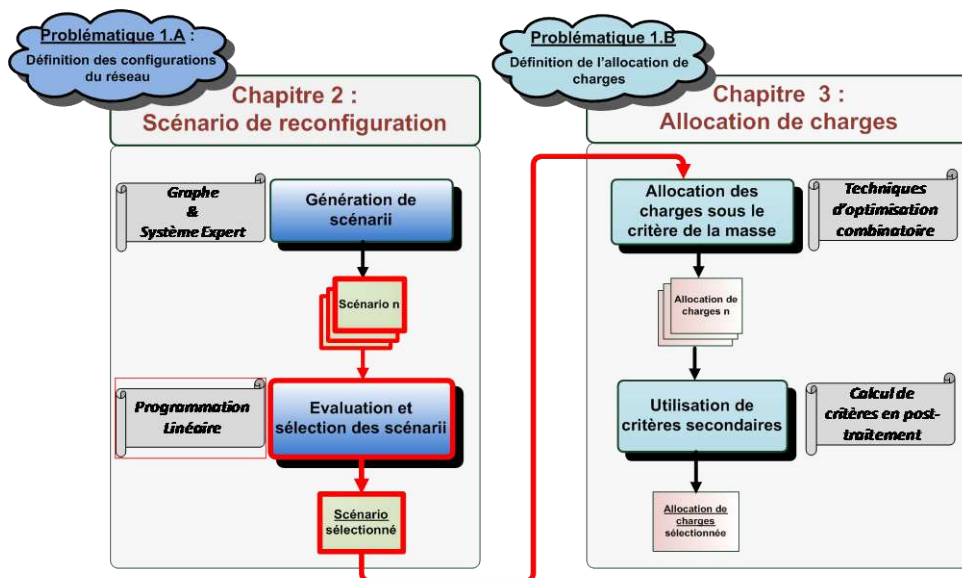 Problématique 1.A :
Définition des configurations
du réseau
Chapitre 2 :
Scénario de reconfiguration
Graphe
&
Système Expert
Génération de
scénarii
Scénario n
Programmation
Linéaire
Evaluation et
sélection des scénarii
Scénario
sélectionné
Problématique 1.B
Définition de l'allocation de
charges
Chapitre 3 :
Allocation de charges
Allocation des
charges sous le
critère de la masse
Techniques
d'optimisation
combinatoire
Allocation de
charges n
Utilisation de
critères secondaires
Calcul de
critères en post-
traitement
Allocation de
charges
sélectionnée